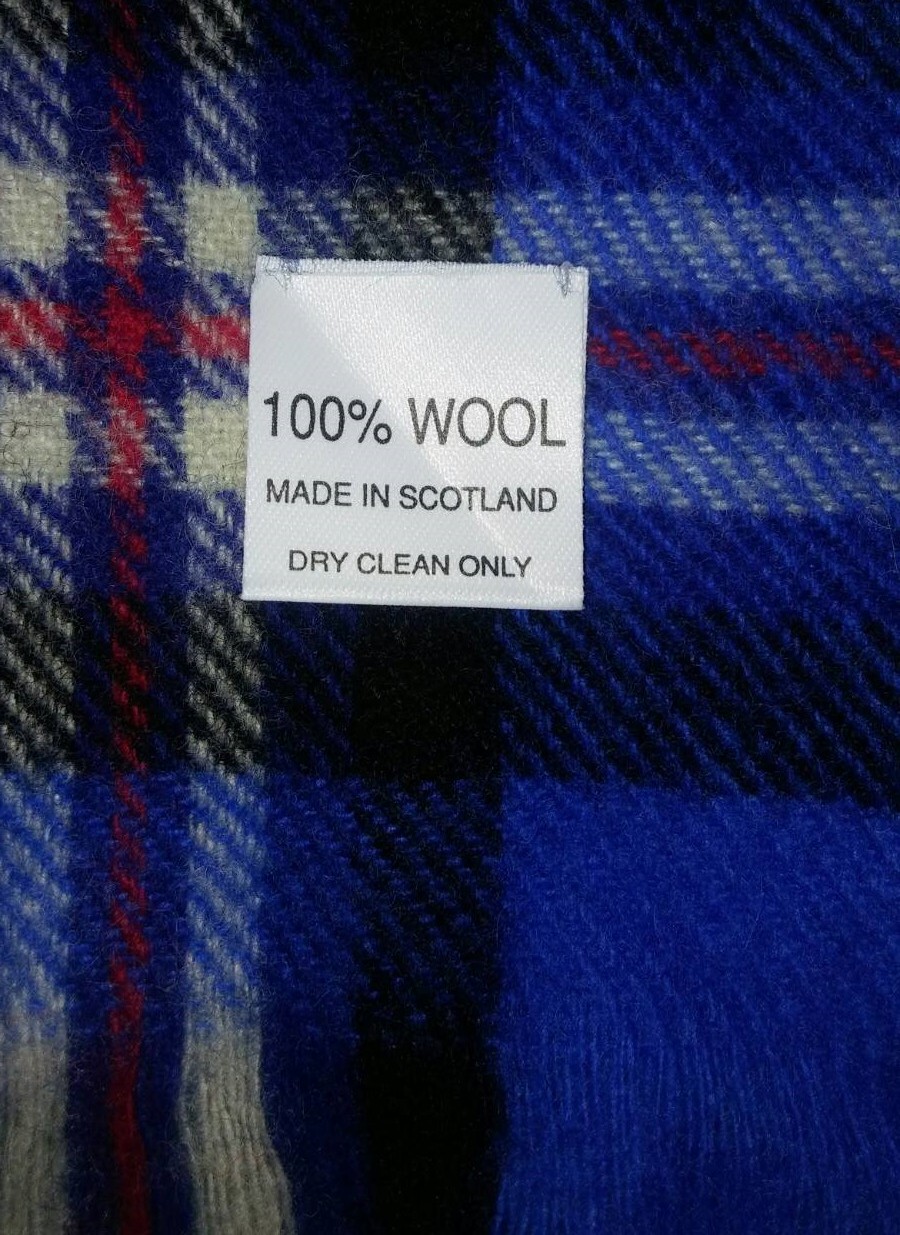 100% WOOL
MADE IN SCOTLAND
DRY CLEAN ONLY